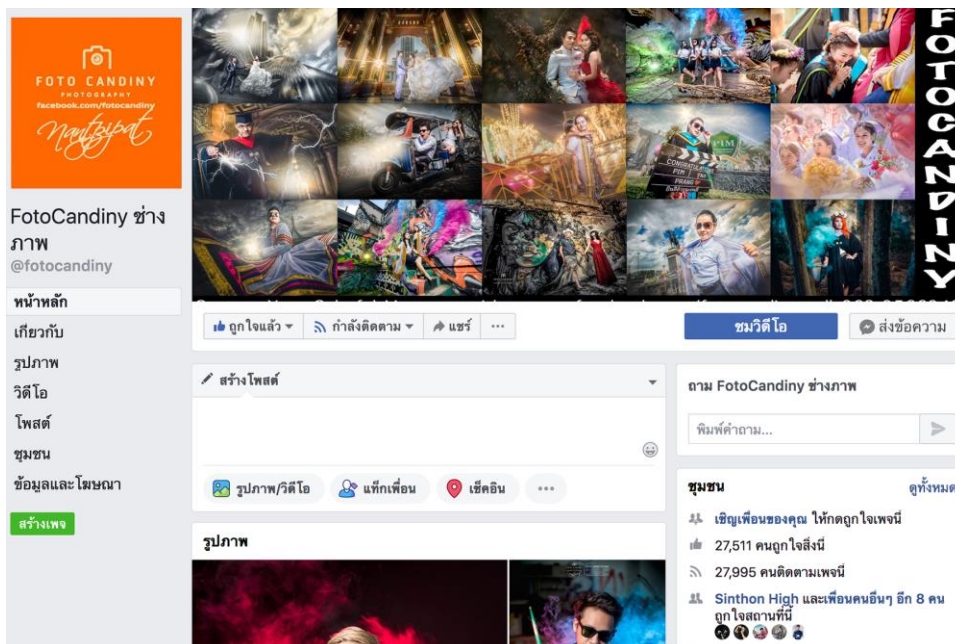 FOTO CANDINY
PHOTOGRAPHY
facebook.com/fotocandiny
Nantzipat
FOTOCANDINY
PIM
FotoCandiny ช่าง
ภาพ
@fotocandiny
หน้าหลัก
เกี่ยวกับ
รูปภาพ
วิดีโอ
โพสต์
ชุมชน
ข้อมูลและโฆษณา
สร้างเพจ
ถูกใจแล้ว
กำลังติดตาม
แชร์
ชมวิดีโอ
ส่งข้อความ
สร้างโพสต์
รูปภาพ/วิดีโอ
แท็กเพื่อน
เช็คอิน
รูปภาพ
ถาม FotoCandiny ช่างภาพ
พิมพ์คำถาม...
ชุมชน
ดูทั้งหมด
เชิญเพื่อนของคุณ ให้กดถูกใจเพจนี้
27,511 คนถูกใจสิ่งนี้
27,995 คนติดตามเพจนี้
Sinthon High และเพื่อนคนอื่นๆ อีก 8 คน
ถูกใจสถานที่นี้